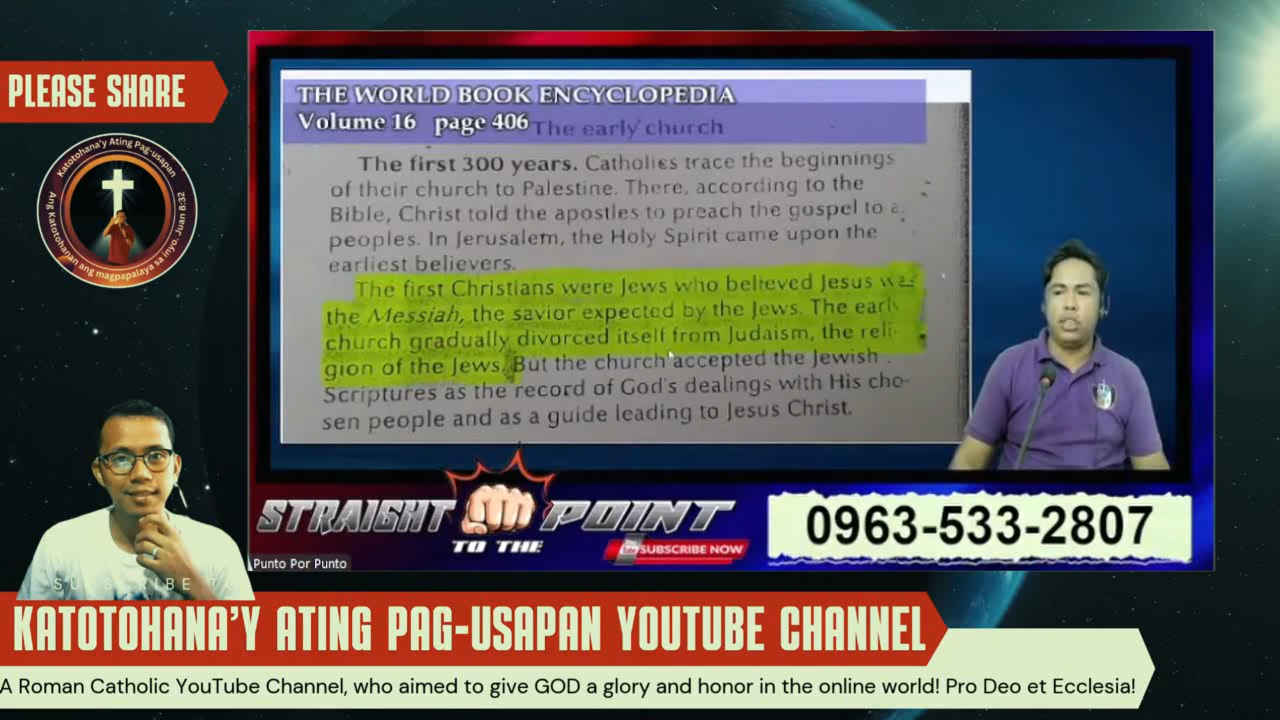 PLEASE SHARE
Katotohana'y Ating Pag-usapan
Ang Katotohanan ang magpapalaya sa inyo. Juan 8:32
THE WORLD BOOK ENCYCLOPEDIA
Volume 16 page 406
The early church
The first 300 years. Catholics trace the beginnings
of their church to Palestine. There, according to the
Bible, Christ told the apostles to preach the gospel to
peoples. In Jerusalem, the Holy Spirit came upon the
earliest believers.
The first Christians were Jews who believed Jesus was
the Messiah, the savior expected by the Jews. The early
church gradually divorced itself from Judaism, the reli-
gion of the Jews. But the church accepted the Jewish
Scriptures as the record of God's dealings with His cho-
sen people and as a guide leading to Jesus Christ.
STRAIGHT POINT
TO THE
SUBSCRIBE NOW
0963-533-2807
Punto Por Punto
KATOTOHANA'Y ATING PAG-USAPAN YOUTUBE CHANNEL
A Roman Catholic YouTube Channel, who aimed to give GOD a glory and honor in the online world! Pro Deo et Ecclesia!